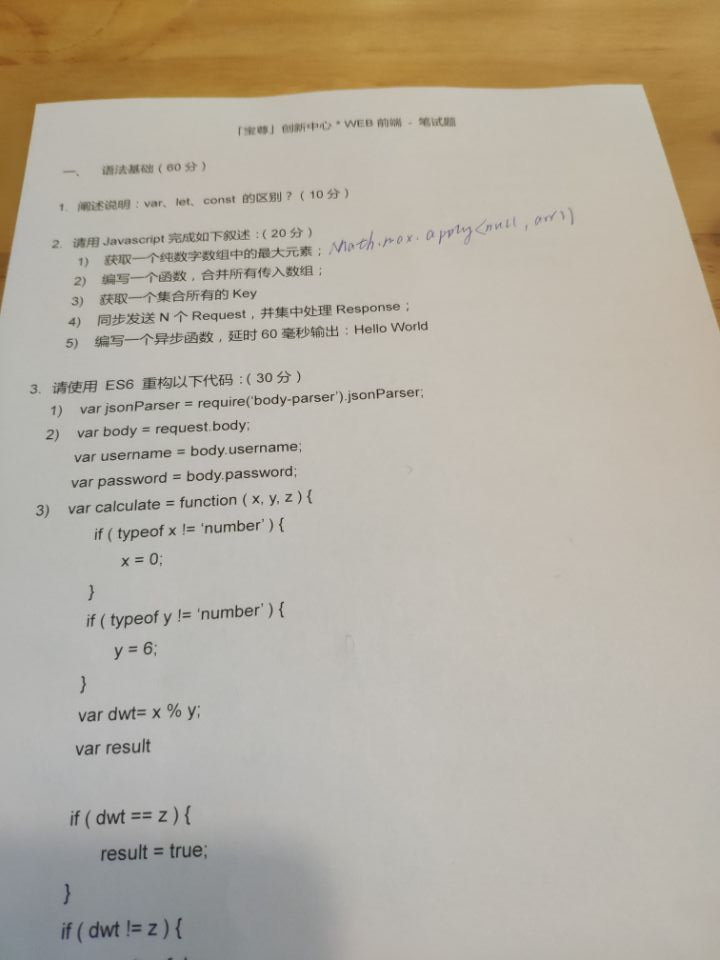 「宝尊」创新中心 * WEB 前端 - 笔试题
一、 语法基础（60 分）
1. 阐述说明：var、let、const 的区别？（10 分）
2. 请用 Javascript 完成如下叙述：（20 分）
1) 获取一个纯数字数组中的最大元素； Math.max.apply(null, arr)
2) 编写一个函数，合并所有传入数组；
3) 获取一个集合所有的 Key
4) 同步发送 N 个 Request，并集中处理 Response；
5) 编写一个异步函数，延时 60 毫秒输出：Hello World
3. 请使用 ES6 重构以下代码：（30 分）
1) var jsonParser = require(‘body-parser’).jsonParser;
2) var body = request.body;
var username = body.username;
var password = body.password;
3) var calculate = function ( x, y, z ) {
if ( typeof x != ‘number’ ) {
x = 0;
}
if ( typeof y != ‘number’ ) {
y = 6;
}
var dwt= x % y;
var result
if ( dwt == z ) {
result = true;
}
if ( dwt != z ) {